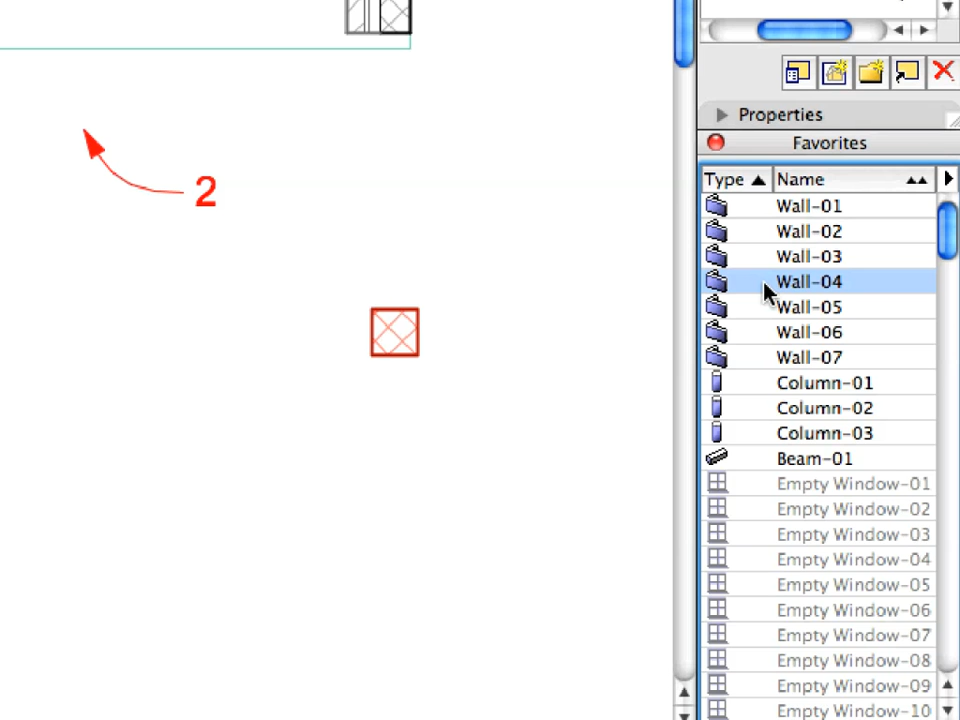 2
Properties
Favorites
Type Name
Wall-01
Wall-02
Wall-03
Wall-04
Wall-05
Wall-06
Wall-07
Column-01
Column-02
Column-03
Beam-01
Empty Window-01
Empty Window-02
Empty Window-03
Empty Window-04
Empty Window-05
Empty Window-06
Empty Window-07
Empty Window-08
Empty Window-09
Empty Window-10